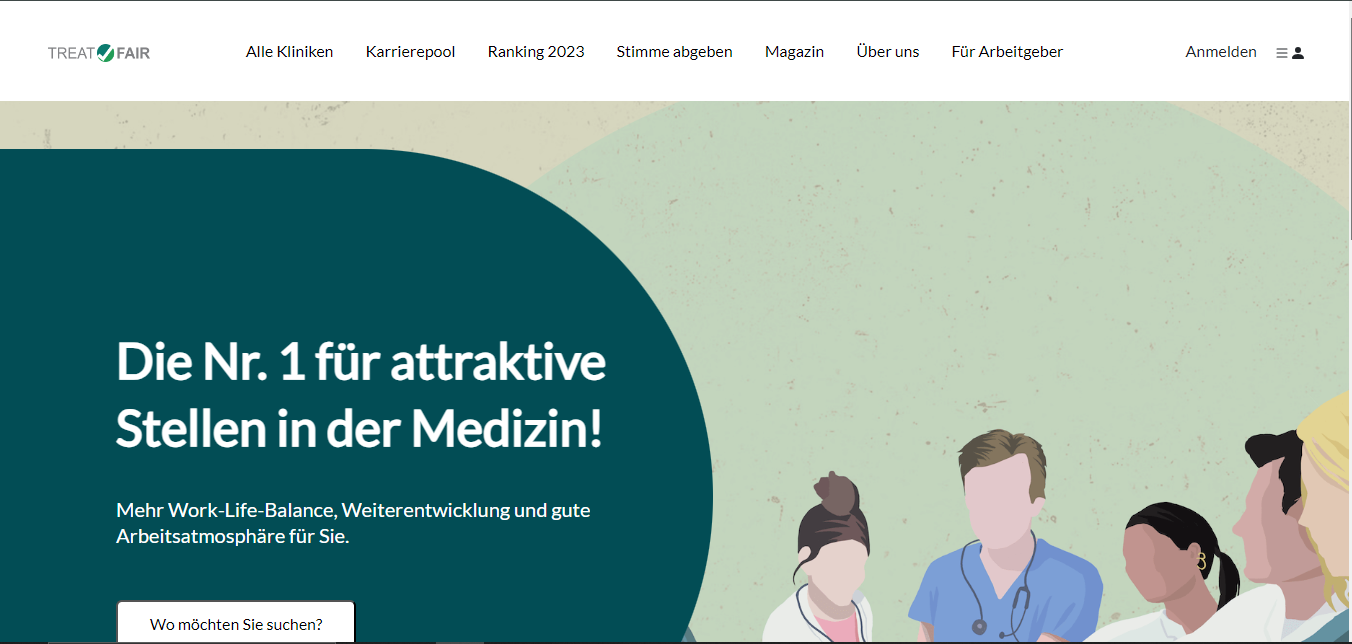 TREAT FAIR
Alle Kliniken
Karrierepool
Ranking 2023
Stimme abgeben
Magazin
Über uns
Für Arbeitgeber
Anmelden
Die Nr. 1 für attraktive
Stellen in der Medizin!
Mehr Work-Life-Balance, Weiterentwicklung und gute
Arbeitsatmosphäre für Sie.
Wo möchten Sie suchen?